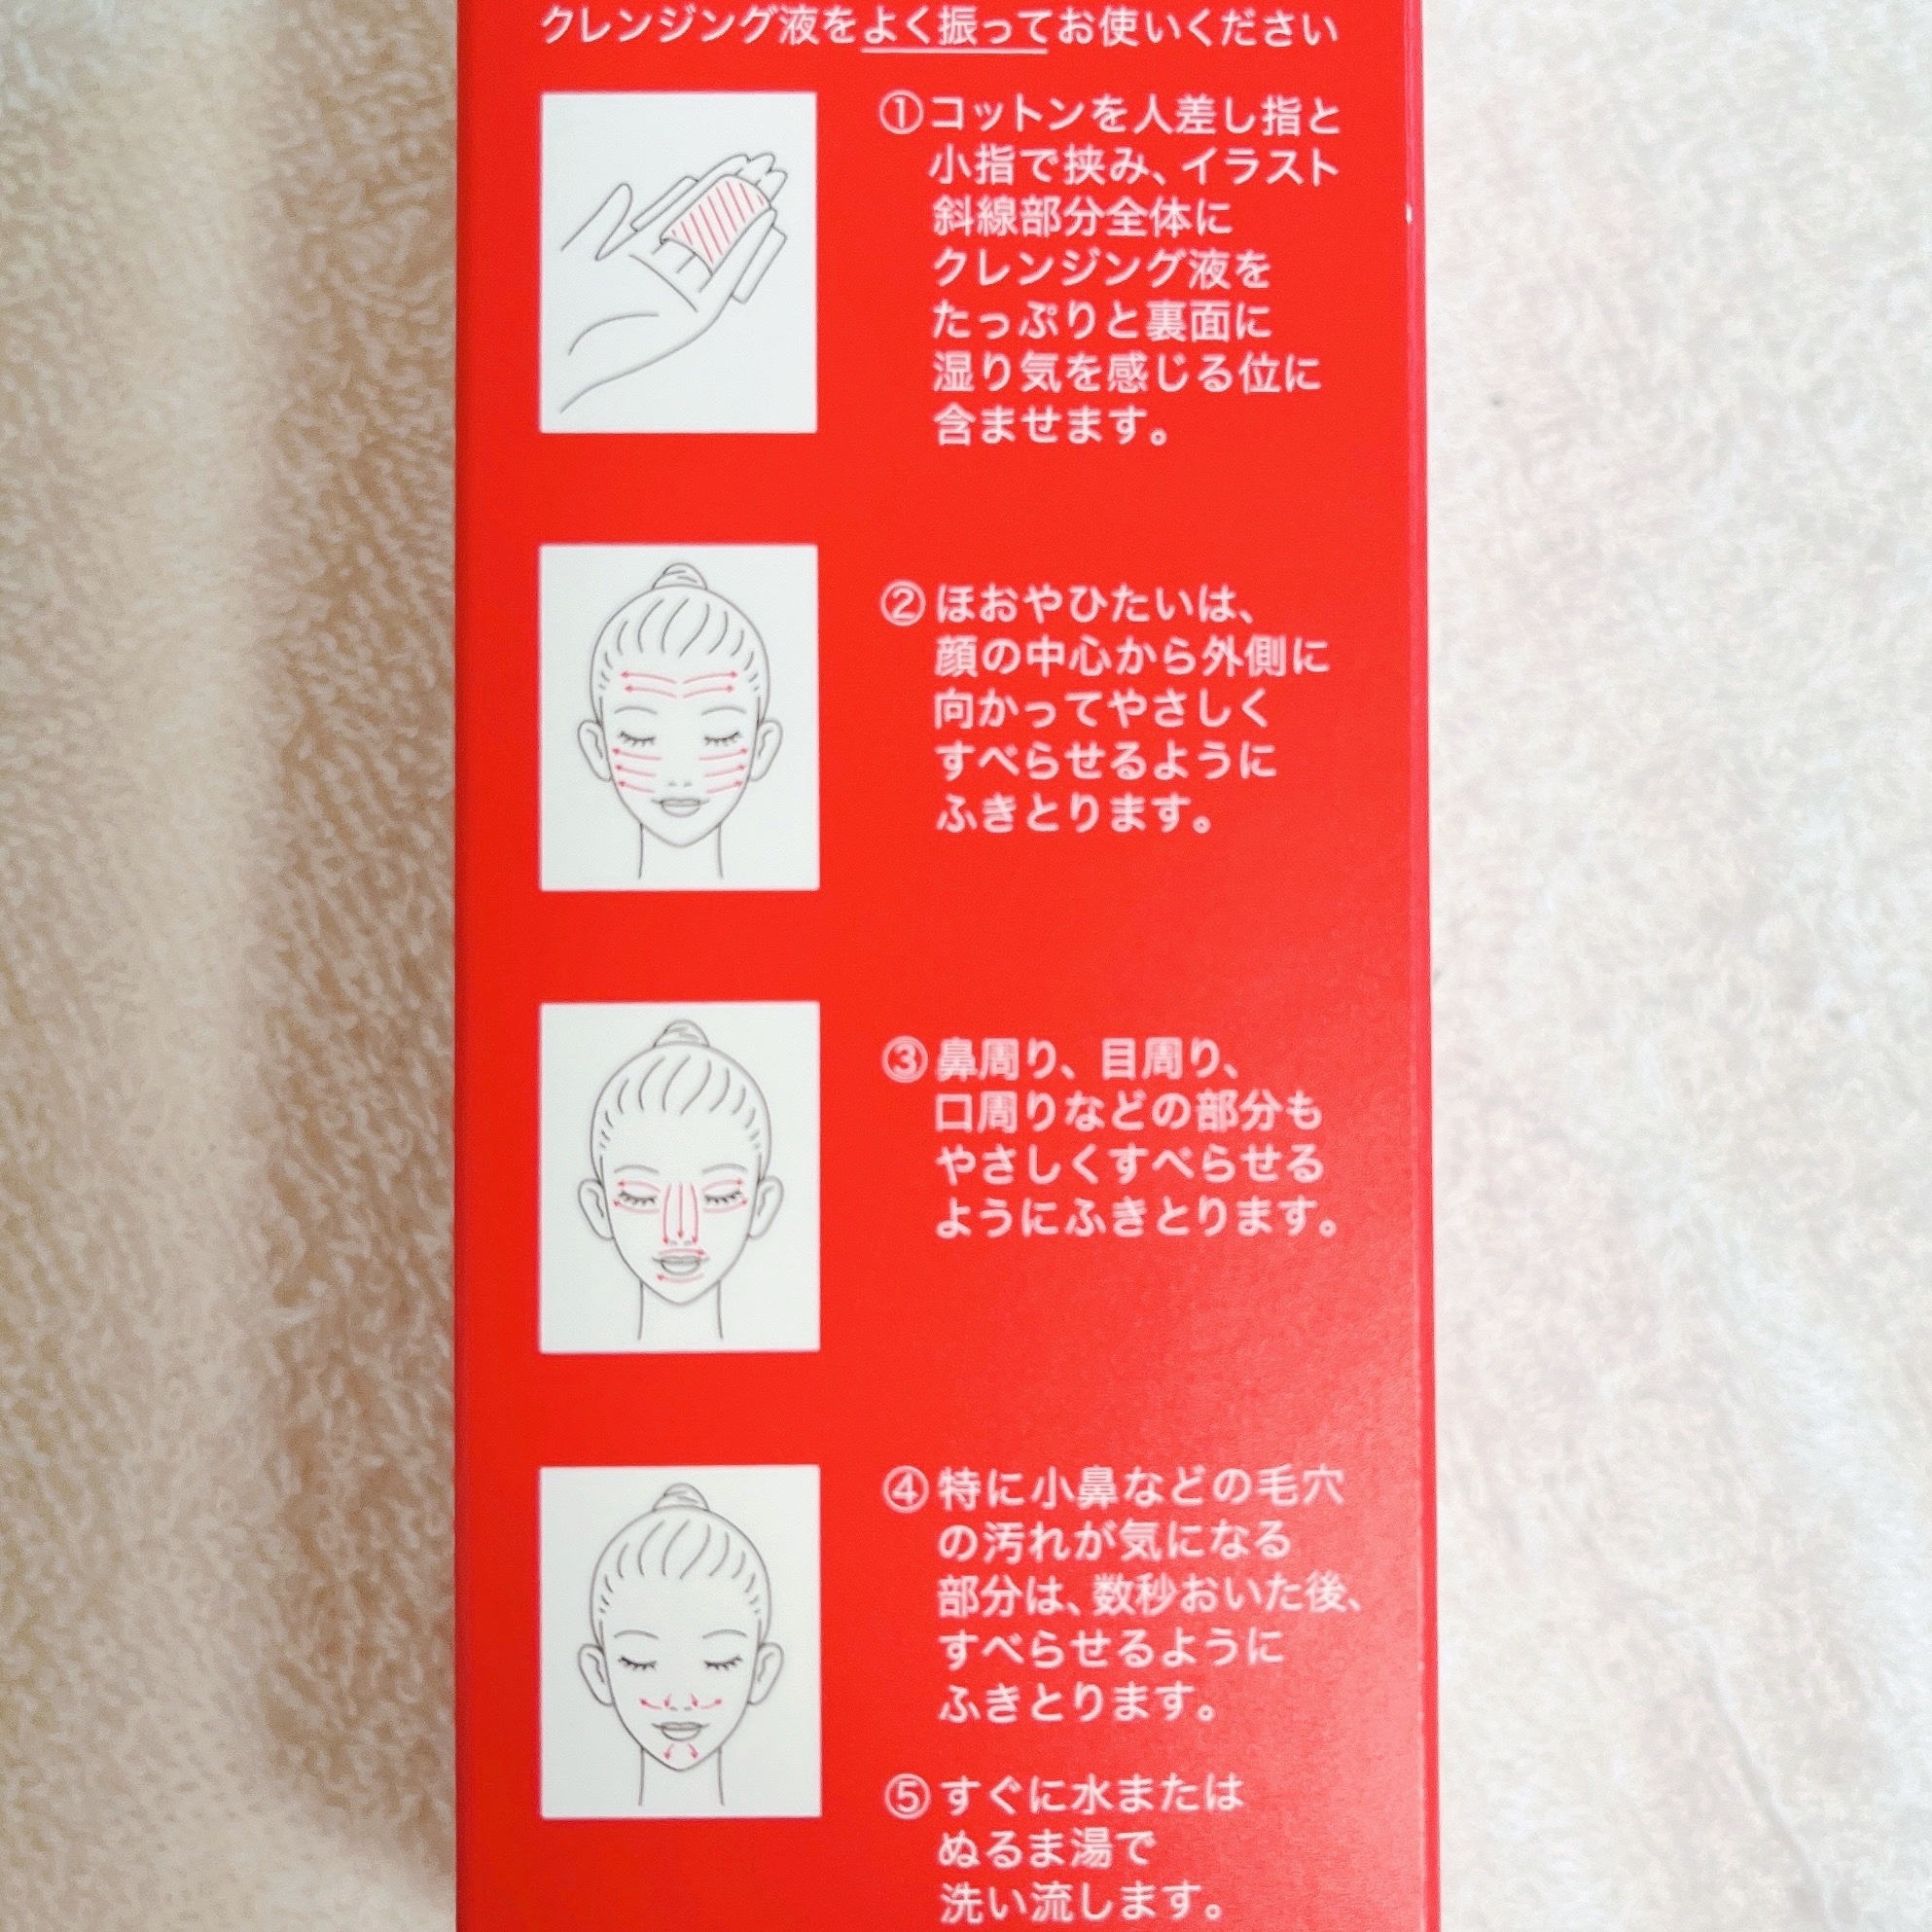 クレンジング液をよく振ってお使いください
①コットンを人差し指と
小指で挟み、イラスト
斜線部分全体に
クレンジング液を
たっぷりと裏面に
湿り気を感じる位に
含ませます。
②ほおやひたいは、
顔の中心から外側に
向かってやさしく
すべらせるように
ふきとります。
③鼻周り、目周り、
口周りなどの部分も
やさしくすべらせる
ようにふきとります。
④特に小鼻などの毛穴
の汚れが気になる
部分は、数秒おいた後、
すべらせるように
ふきとります。
⑤すぐに水または
ぬるま湯で
洗い流します。